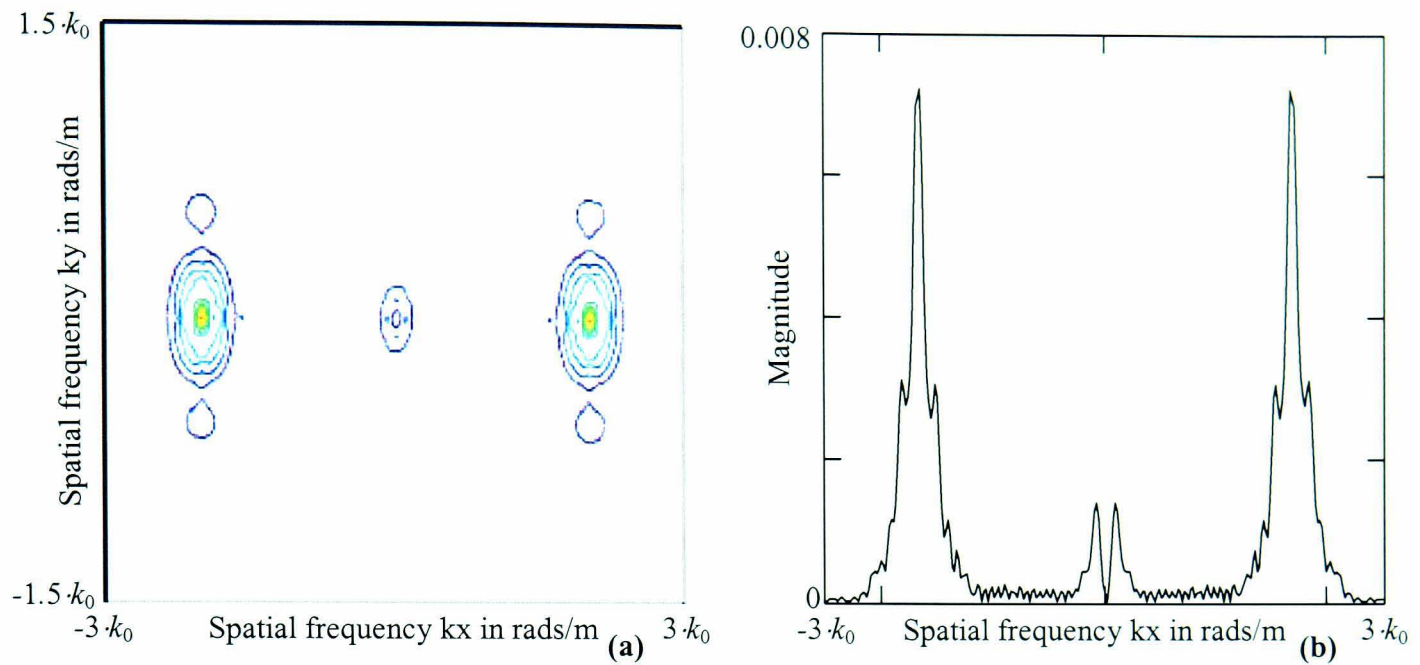 1.5·k0
Spatial frequency ky in rads/m
-1.5·k0
-3·k0
Spatial frequency kx in rads/m
3·k0
(a)
0.008
Magnitude
0
-3·k0
Spatial frequency kx in rads/m
3·k0
(b)